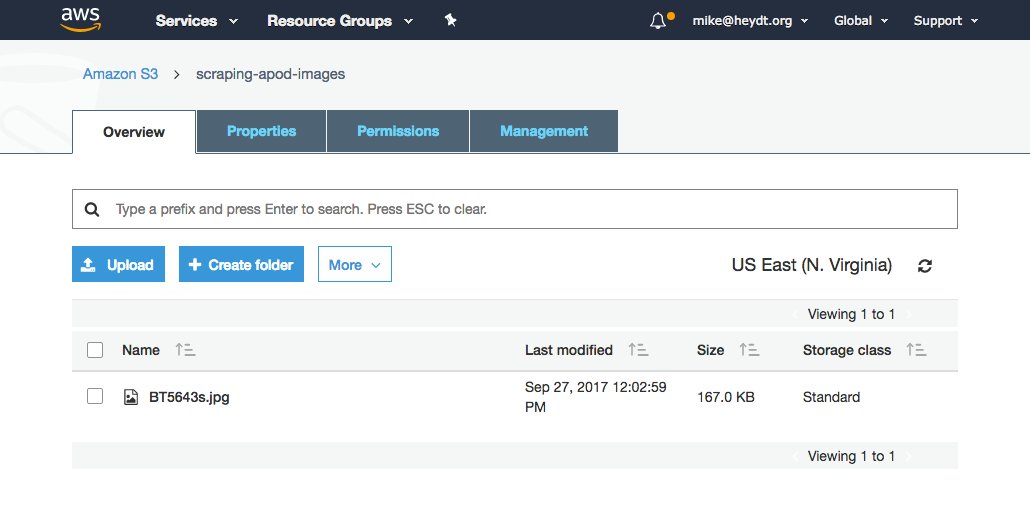 aws Services Resource Groups mike@heydt.org Global Support
Amazon S3 > scraping-apod-images
Overview Properties Permissions Management
Type a prefix and press Enter to search. Press ESC to clear.
Upload + Create folder More US East (N. Virginia)
Viewing 1 to 1
Name Last modified Size Storage class
BT5643s.jpg Sep 27, 2017 12:02:59 167.0 KB Standard
PM
Viewing 1 to 1